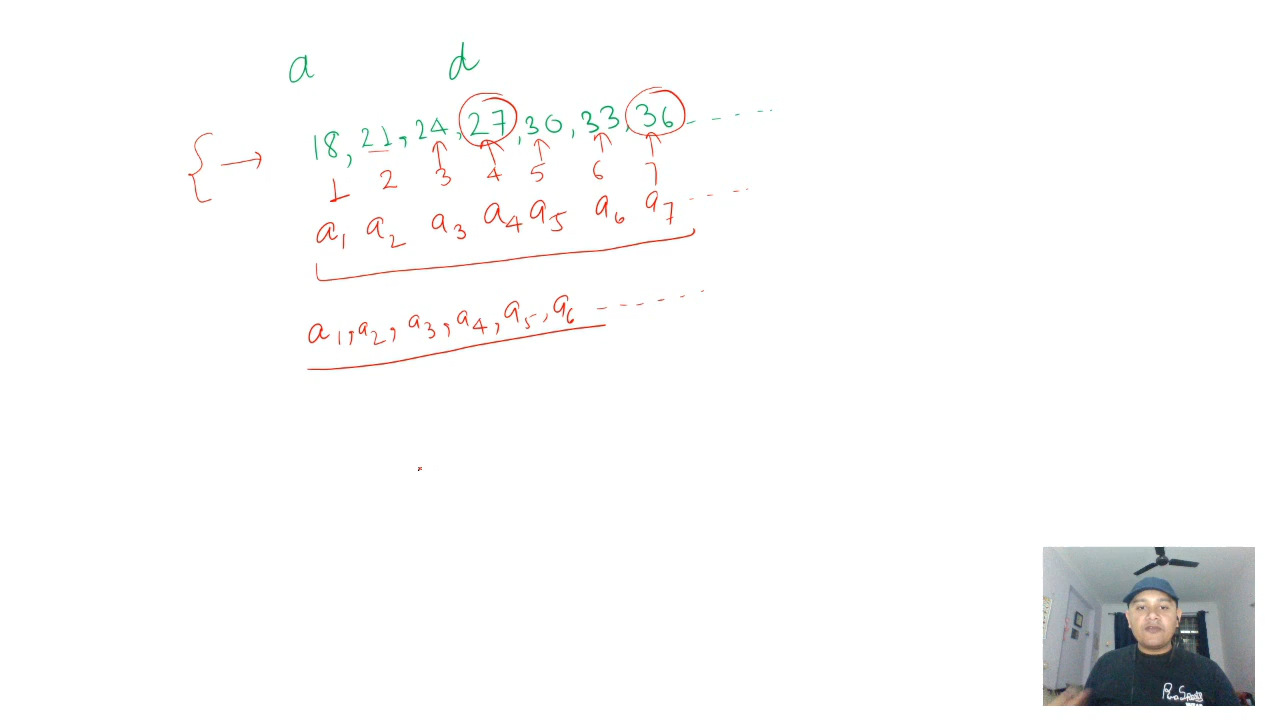 a d
18, 21, 24, 27, 30, 33, 36 ------
1 2 3 4 5 6 7
a₁ a₂ a₃ a₄ a₅ a₆ a₇ -----
a₁, a₂, a₃, a₄, a₅, a₆ -------